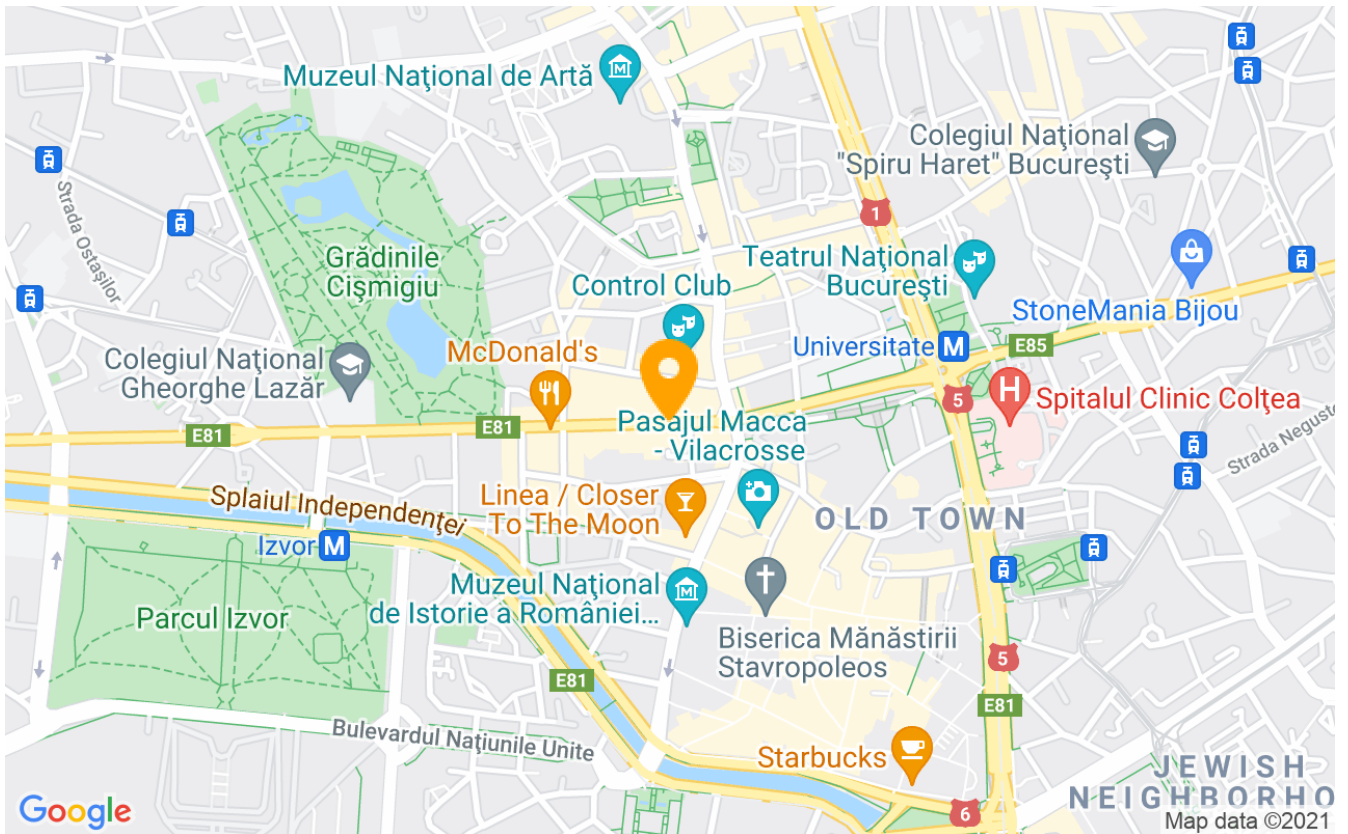 Muzeul Naţional de Artă
Colegiul Naţional
"Spiru Haret" Bucureşti
1
Strada Ostaşilor
Grădinile
Cişmigiu
Control Club
Teatrul Naţional
Bucureşti
StoneMania Bijou
Universitate M
E85
Colegiul Naţional
Gheorghe Lazăr
McDonald's
5
H
Spitalul Clinic Colţea
E81
E81
Pasajul Macca
- Vilacrosse
Strada Neguste
Splaiul Independenţei
Linea / Closer
To The Moon
OLD TOWN
Izvor M
Parcul Izvor
Muzeul Naţional
de Istorie a României...
Biserica Mănăstirii
Stavropoleos
5
E81
E81
Bulevardul Naţiunile Unite
Starbucks
6
JEWISH
NEIGHBORHO
Google
Map data ©2021